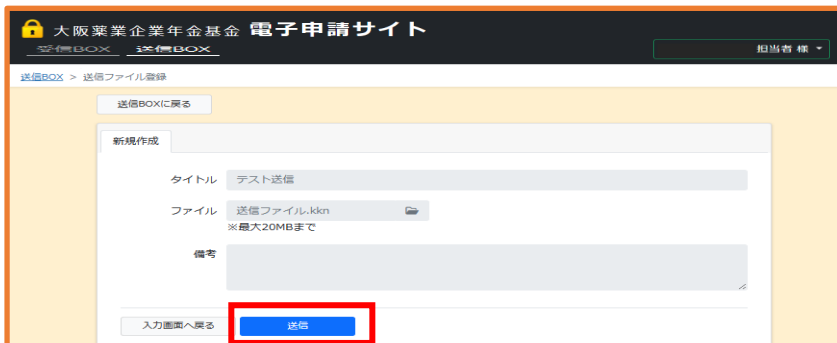 大阪薬業企業年金基金 電子申請サイト
受信BOX 送信BOX
担当者 様
送信BOX > 送信ファイル登録
送信BOXに戻る
新規作成
タイトル テスト送信
ファイル 送信ファイル.kkn
※最大20MBまで
備考
入力画面へ戻る 送信